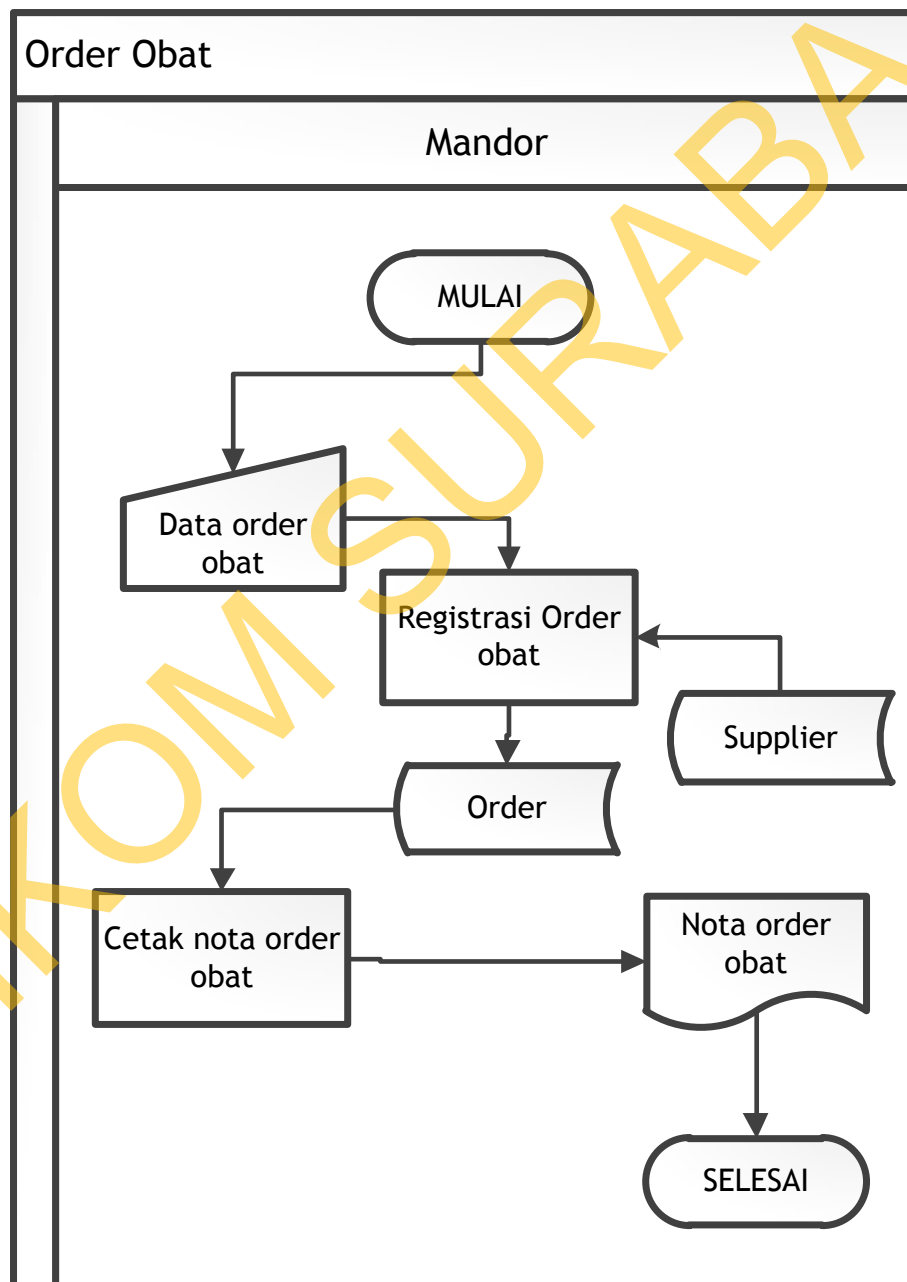 Order Obat
Mandor
MULAI
Data order
obat
Registrasi Order
obat
Supplier
Order
Cetak nota order
obat
Nota order
obat
SELESAI
IKOM SURABA